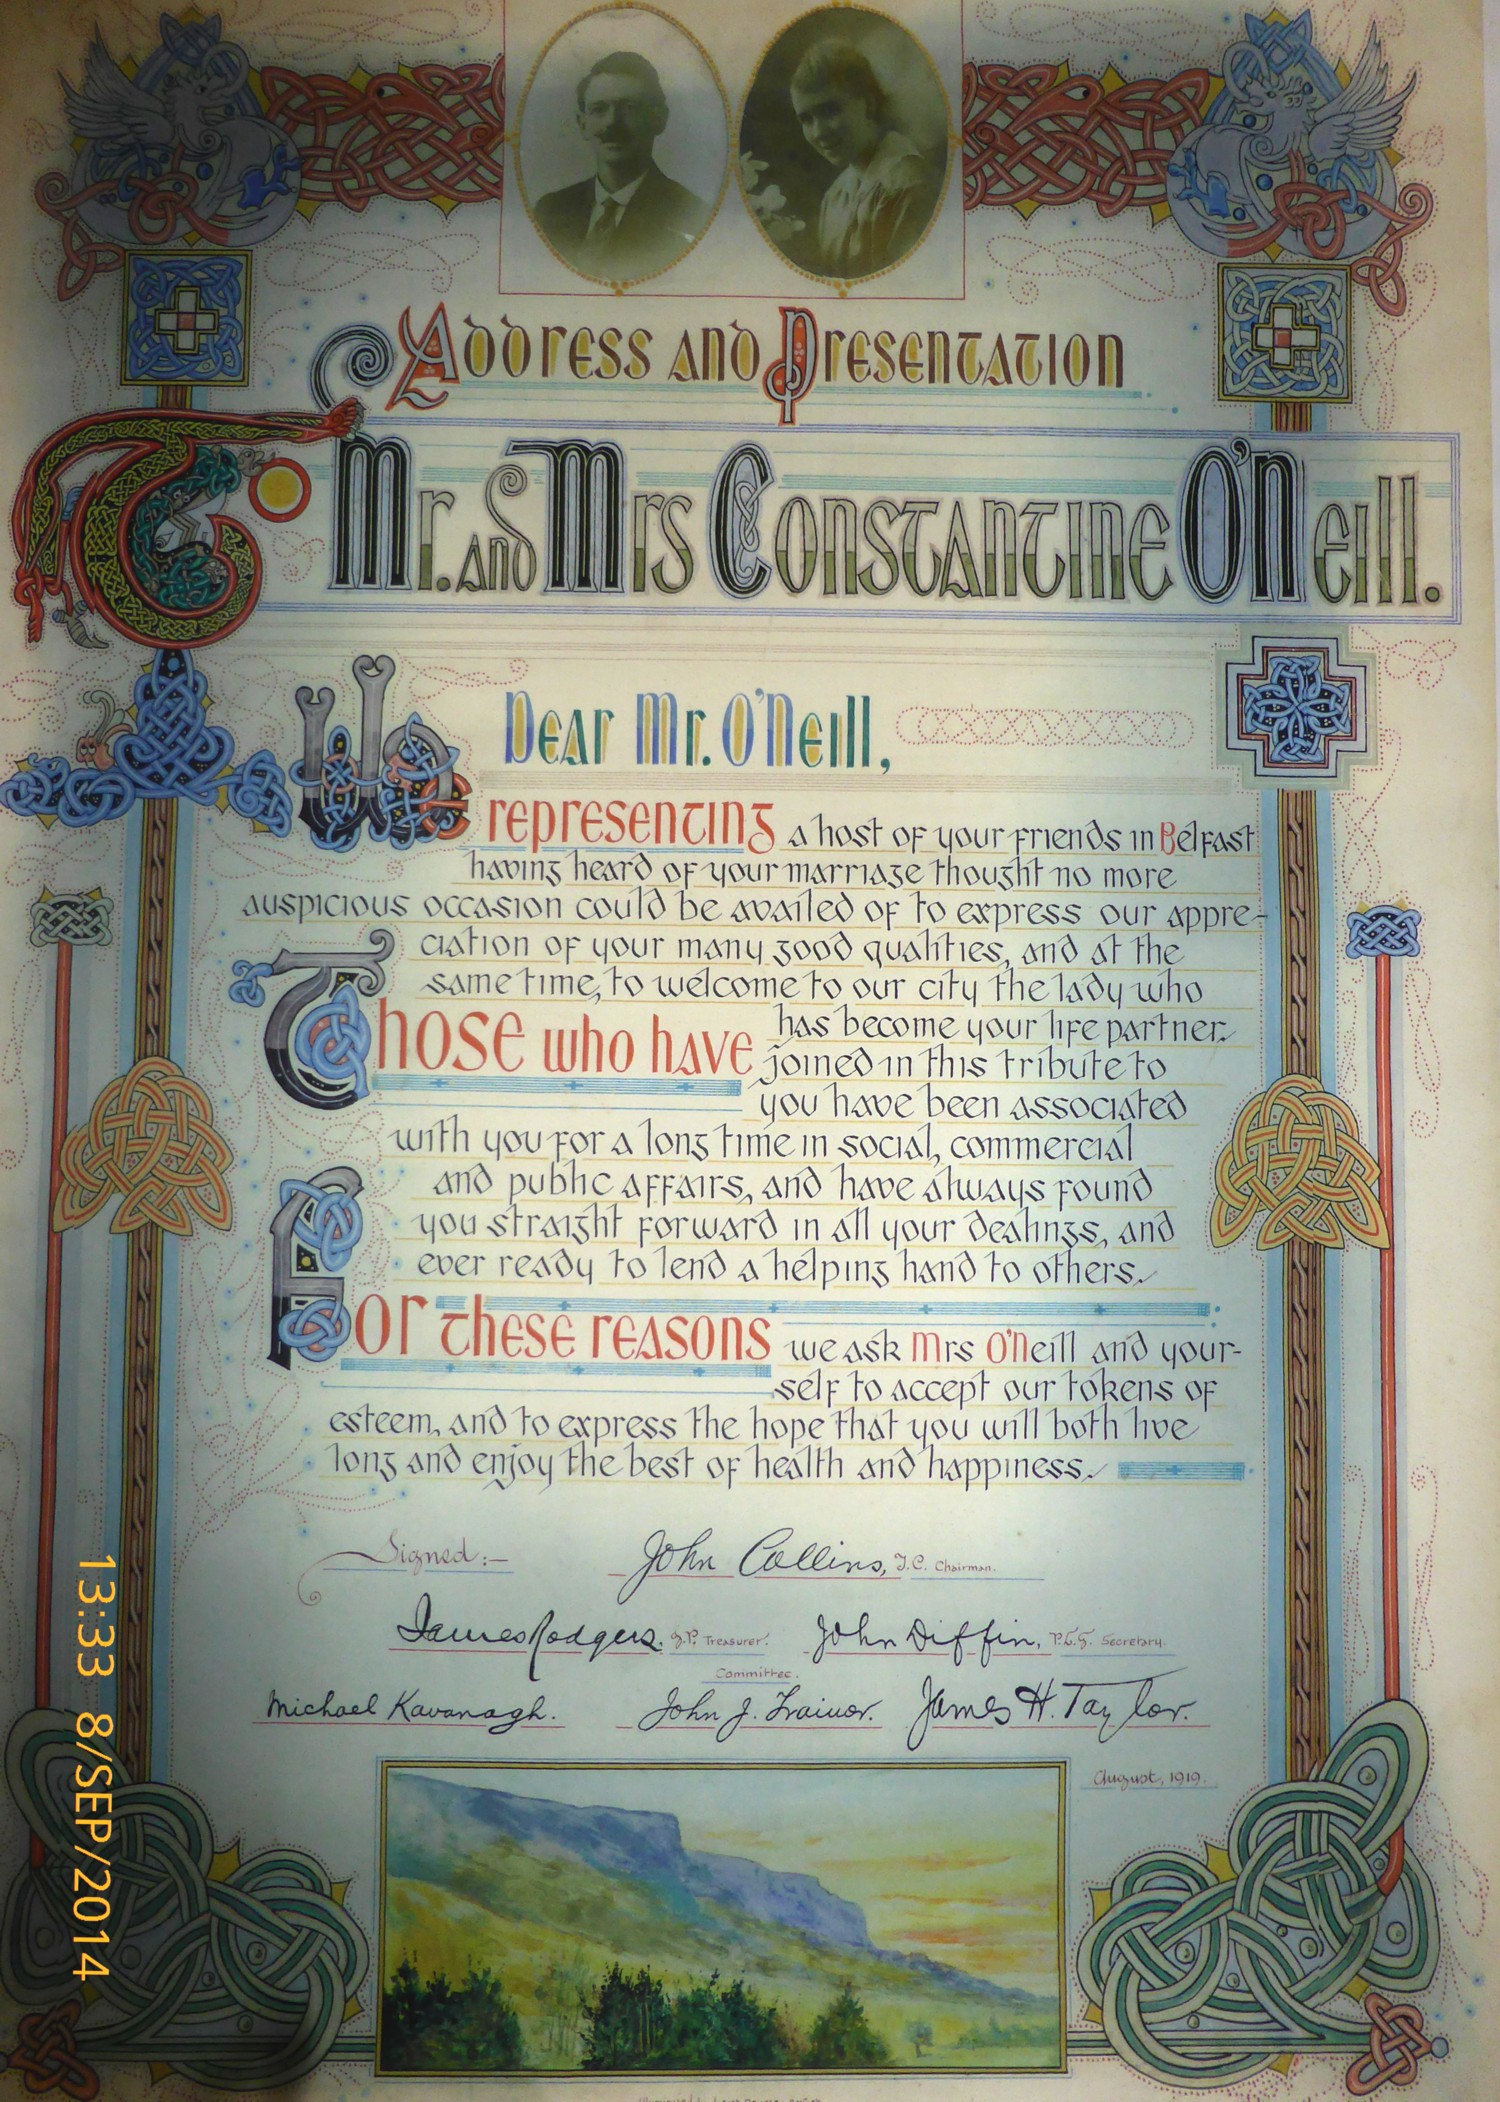 Address and Presentation
To Mr. and Mrs Constantine O'Neill.
Dear Mr. O'Neill,
We representing a host of your friends in Belfast
having heard of your marriage thought no more
auspicious occasion could be availed of to express our appre-
ciation of your many good qualities, and at the
same time, to welcome to our city the lady who
has become your life partner.
Those who have joined in this tribute to
you have been associated
with you for a long time in social, commercial
and public affairs, and have always found
you straight forward in all your dealings, and
ever ready to lend a helping hand to others.
For these reasons we ask Mrs O'Neill and your-
self to accept our tokens of
esteem, and to express the hope that you will both live
long and enjoy the best of health and happiness.
Signed:- John Collins, T.C. Chairman.
James Rodgers. J.P. Treasurer. John Diffin, P.L.G. Secretary.
Committee.
Michael Kavanagh. John J. Trainor. James H. Taylor.
August, 1919.
13:33 8/SEP/2014